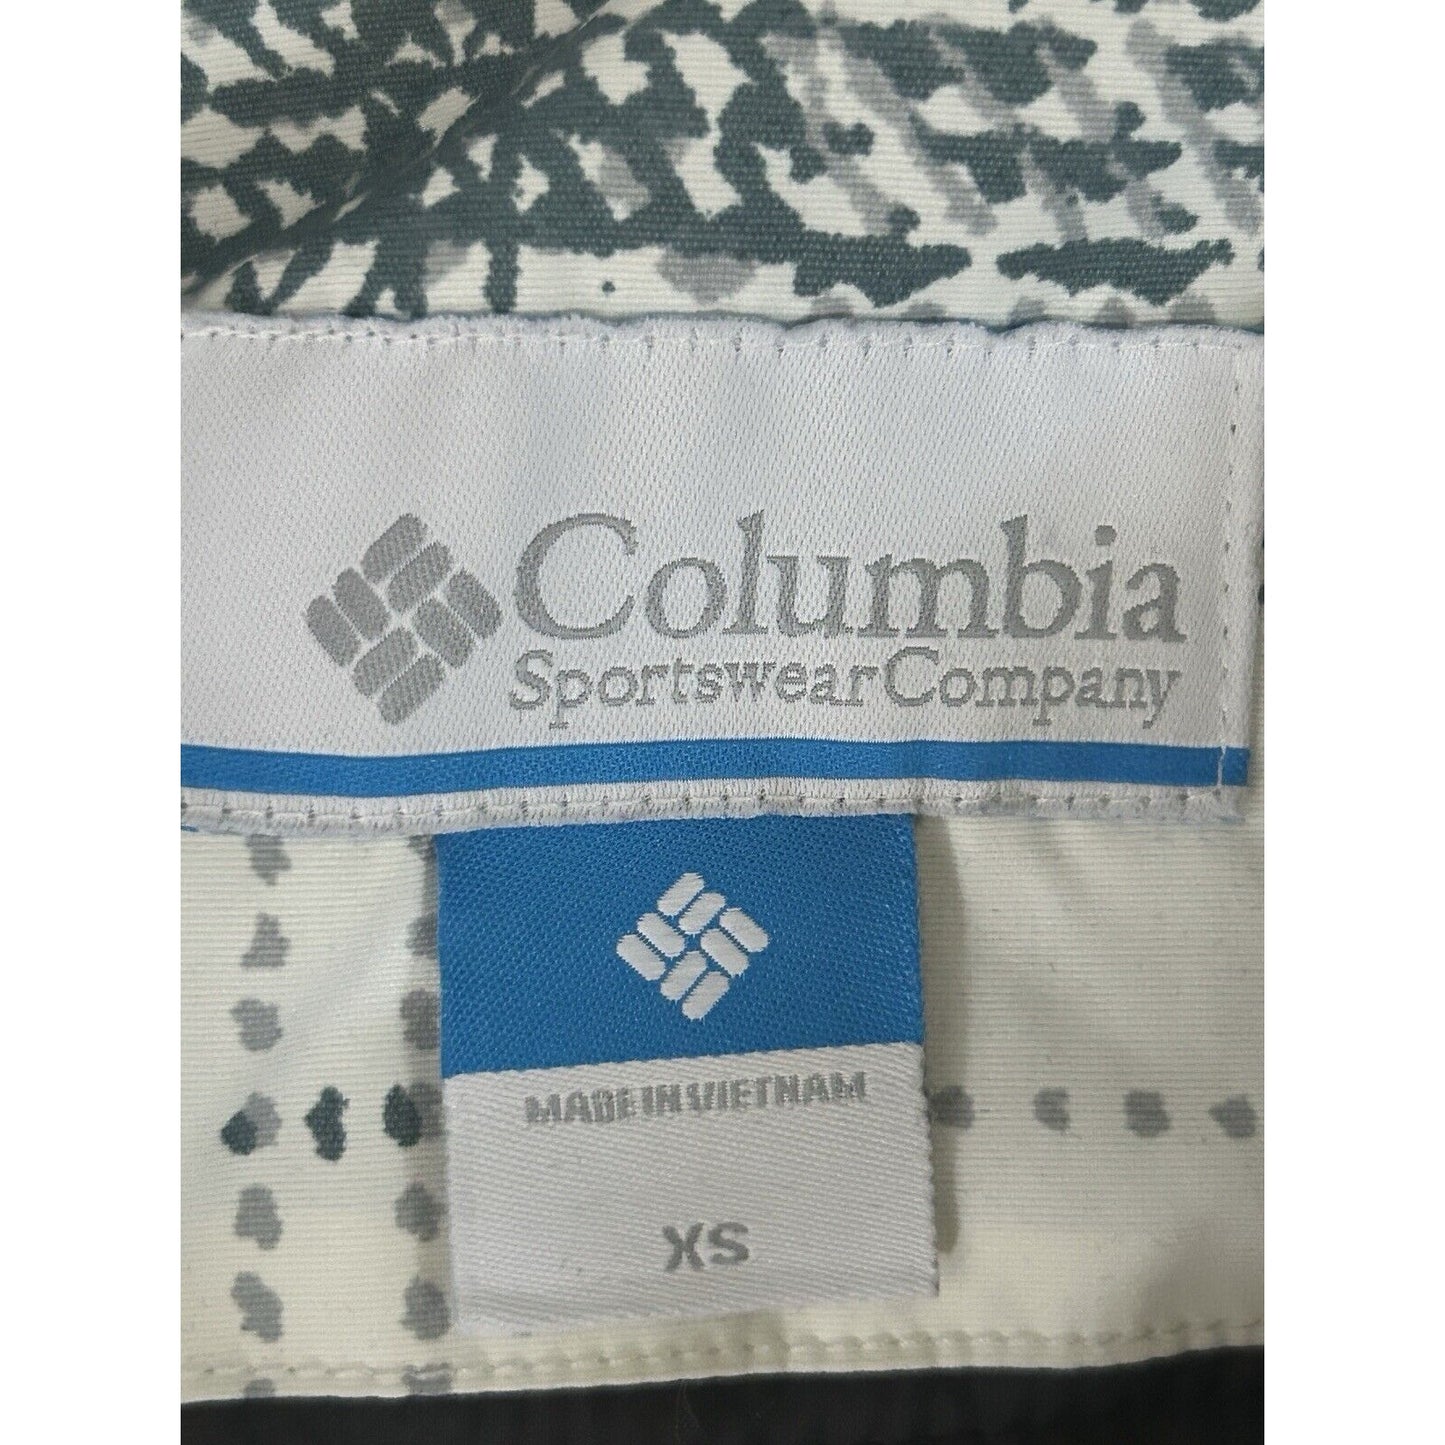 Columbia
Sportswear Company
MADE IN VIETNAM
XS